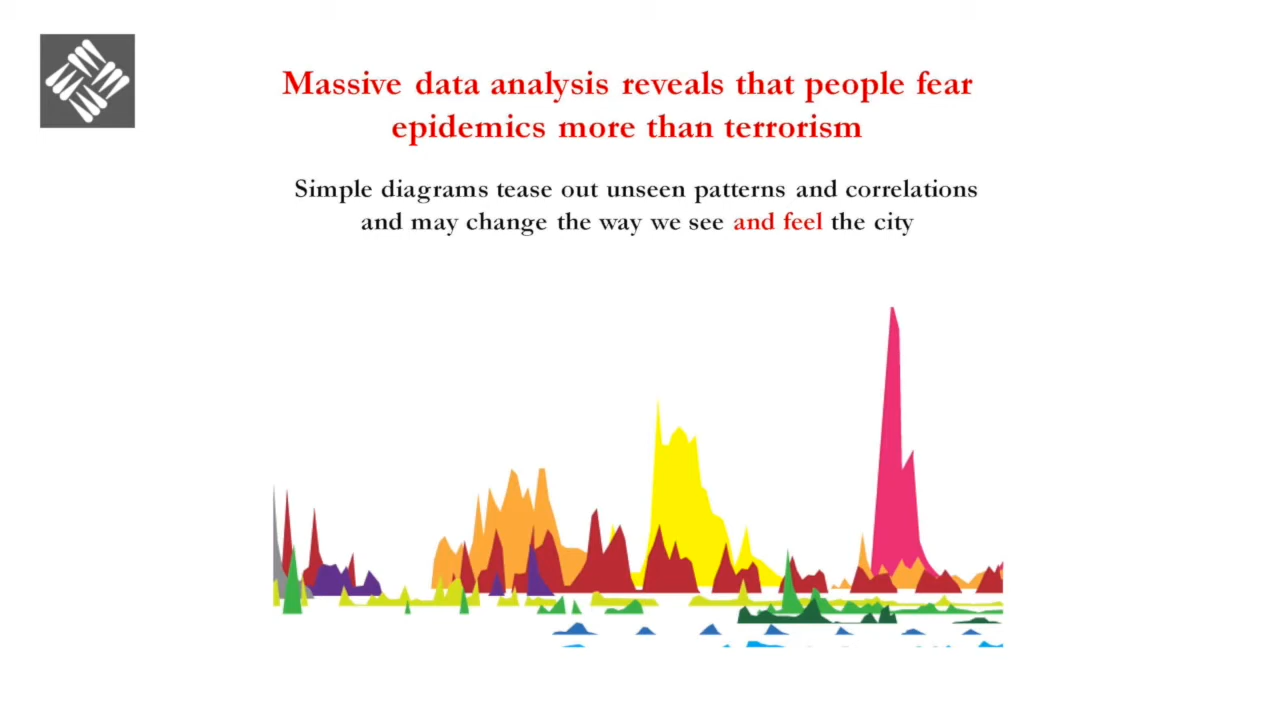 Massive data analysis reveals that people fear
epidemics more than terrorism
Simple diagrams tease out unseen patterns and correlations
and may change the way we see and feel the city